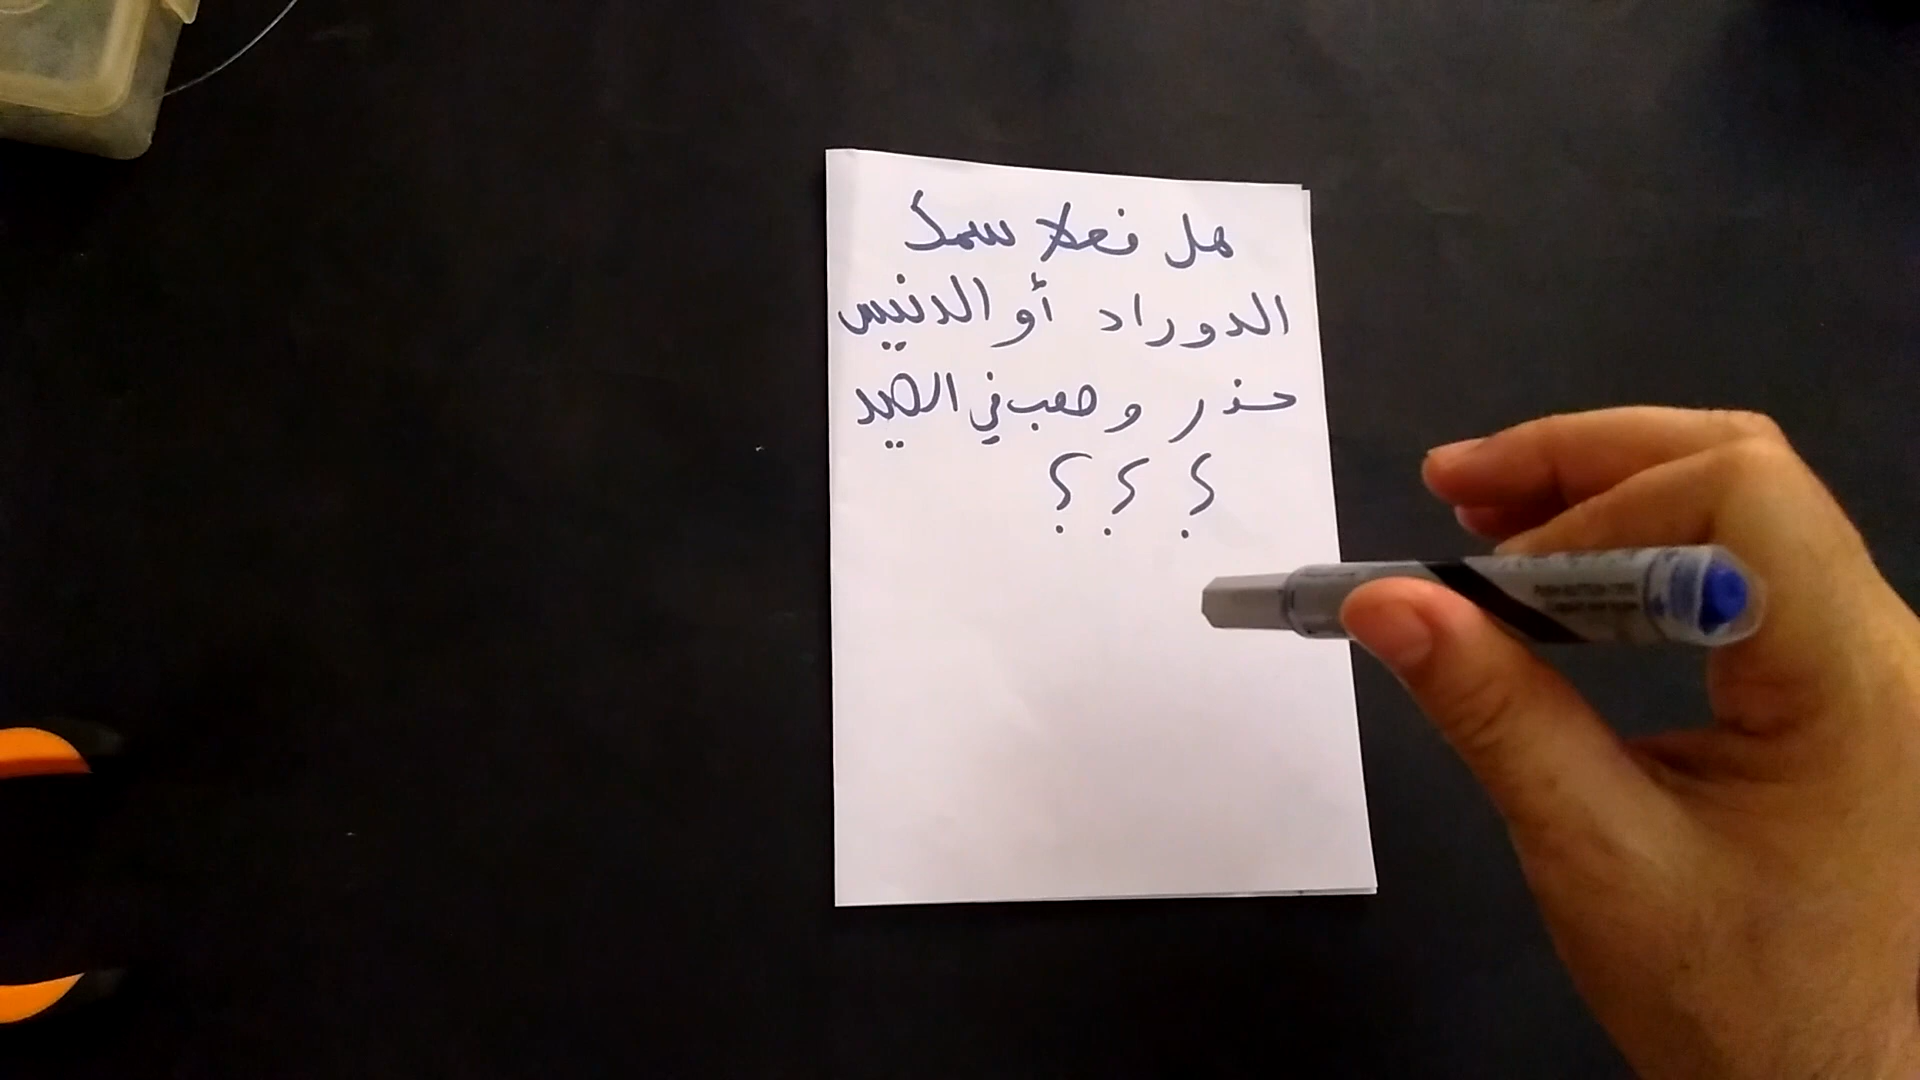 هل فعلا سمك
الدوراد أو الدنيس
حذر وصعب في الصيد
؟ ؟ ؟